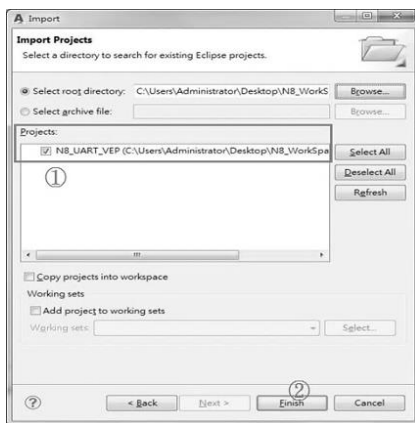 Import
Import Projects
Select a directory to search for existing Eclipse projects.
Select root directory: C:\Users\Administrator\Desktop\N8_WorkS Browse...
Select archive file: Browse...
Projects:
N8_UART_VEP (C:\Users\Administrator\Desktop\N8_WorkSpa Select All
① Deselect All
Refresh
Copy projects into workspace
Working sets
Add project to working sets
Working sets: Select...
②
? < Back Next > Finish Cancel